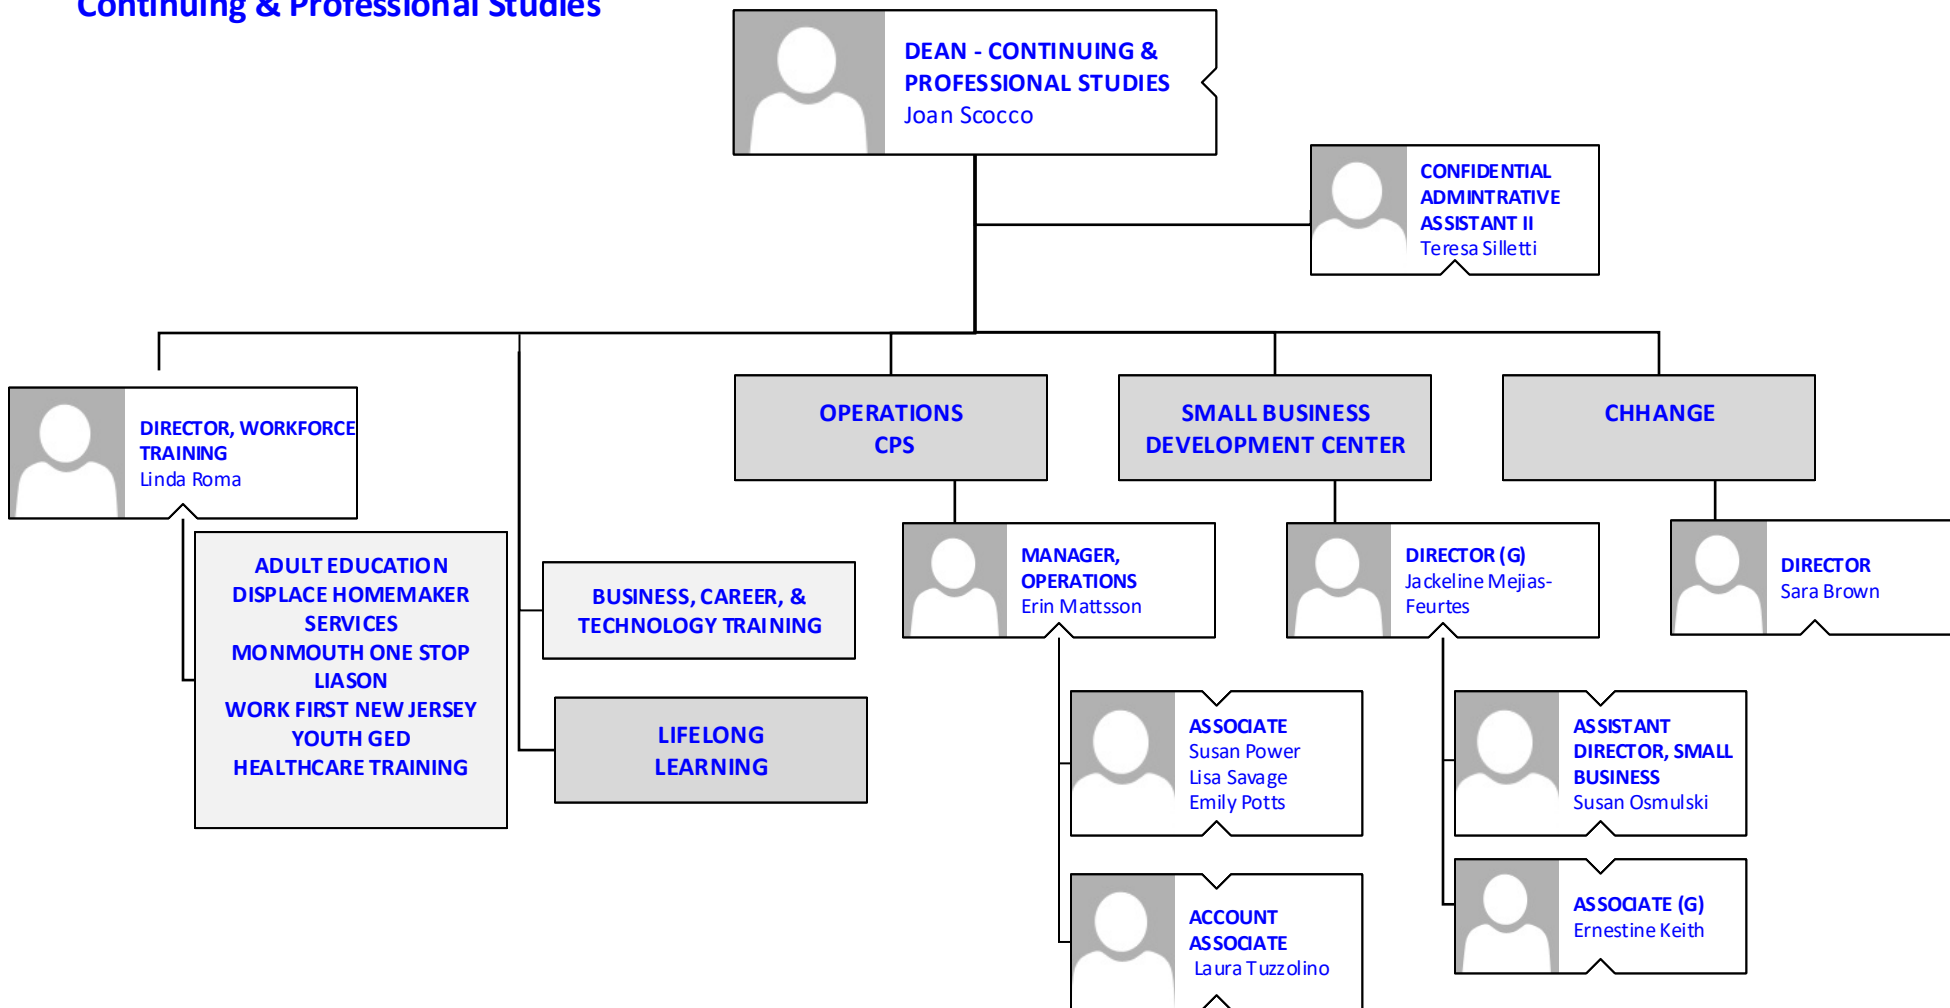 Continuing & Professional Studies
DEAN - CONTINUING &
PROFESSIONAL STUDIES
Joan Scocco
CONFIDENTIAL
ADMINTRATIVE
ASSISTANT II
Teresa Silletti
DIRECTOR, WORKFORCE
TRAINING
Linda Roma
ADULT EDUCATION
DISPLACE HOMEMAKER
SERVICES
MONMOUTH ONE STOP
LIASON
WORK FIRST NEW JERSEY
YOUTH GED
HEALTHCARE TRAINING
BUSINESS, CAREER, &
TECHNOLOGY TRAINING
LIFELONG
LEARNING
OPERATIONS
CPS
MANAGER,
OPERATIONS
Erin Mattsson
ASSOCIATE
Susan Power
Lisa Savage
Emily Potts
ACCOUNT
ASSOCIATE
Laura Tuzzolino
SMALL BUSINESS
DEVELOPMENT CENTER
DIRECTOR (G)
Jackeline Mejias-
Feurtes
ASSISTANT
DIRECTOR, SMALL
BUSINESS
Susan Osmulski
ASSOCIATE (G)
Ernestine Keith
CHHANGE
DIRECTOR
Sara Brown